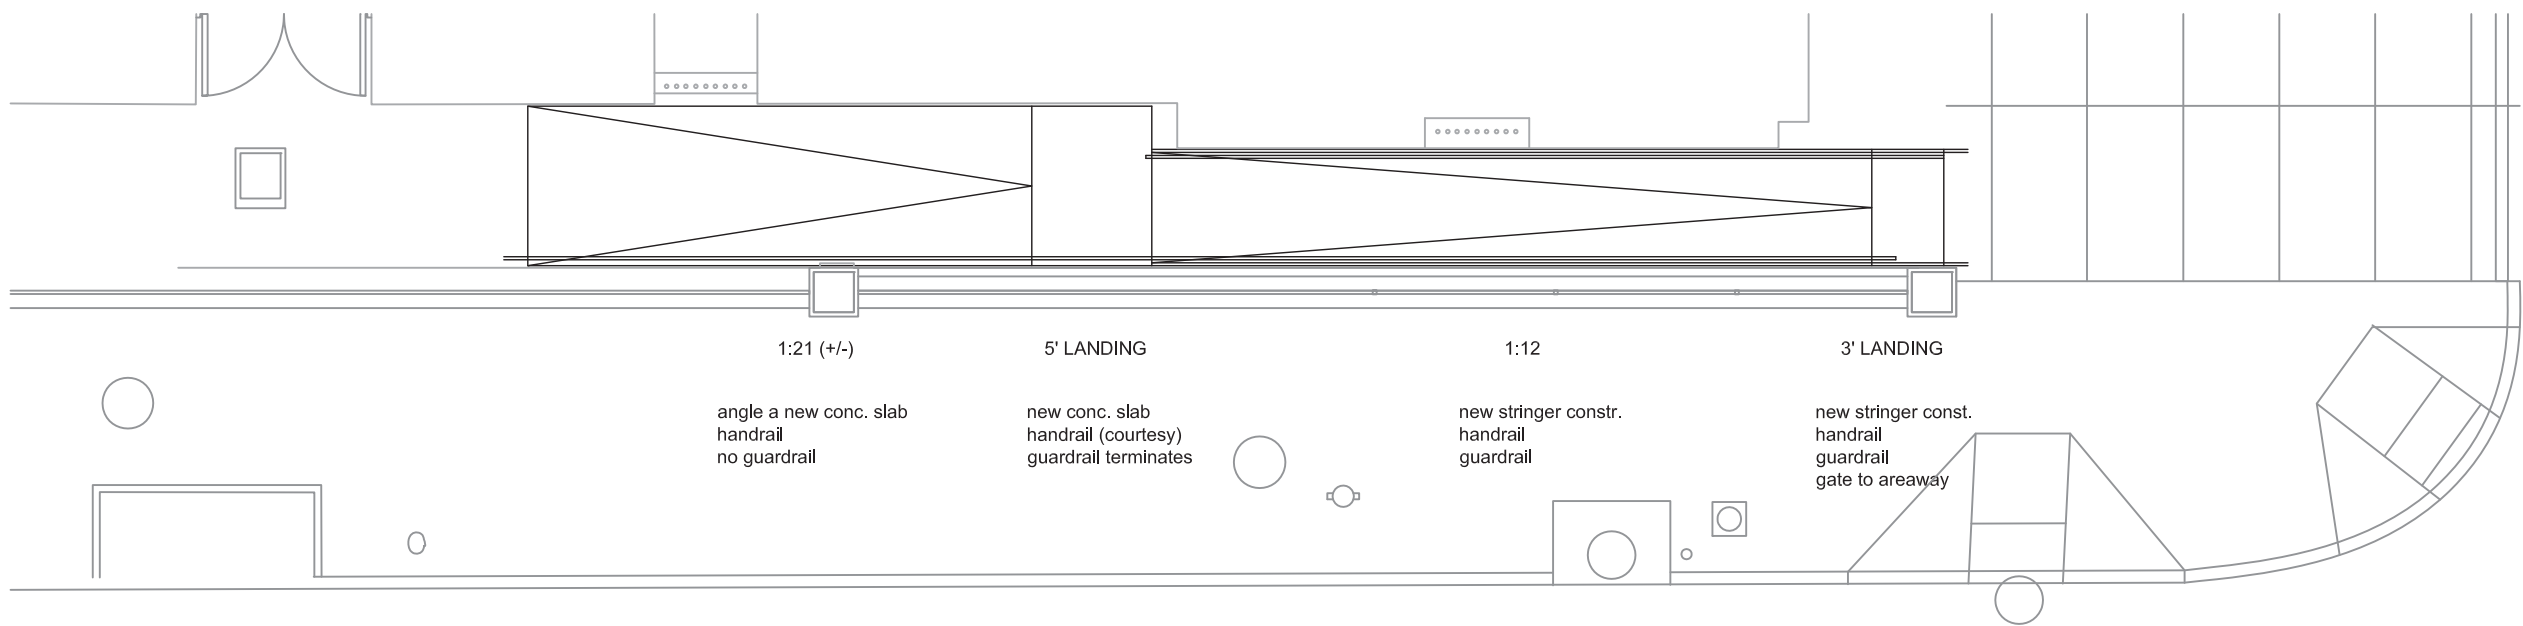 1:21 (+/-)
5' LANDING
1:12
3' LANDING
angle a new conc. slab
handrail
no guardrail
new conc. slab
handrail (courtesy)
guardrail terminates
new stringer constr.
handrail
guardrail
new stringer const.
handrail
guardrail
gate to areaway